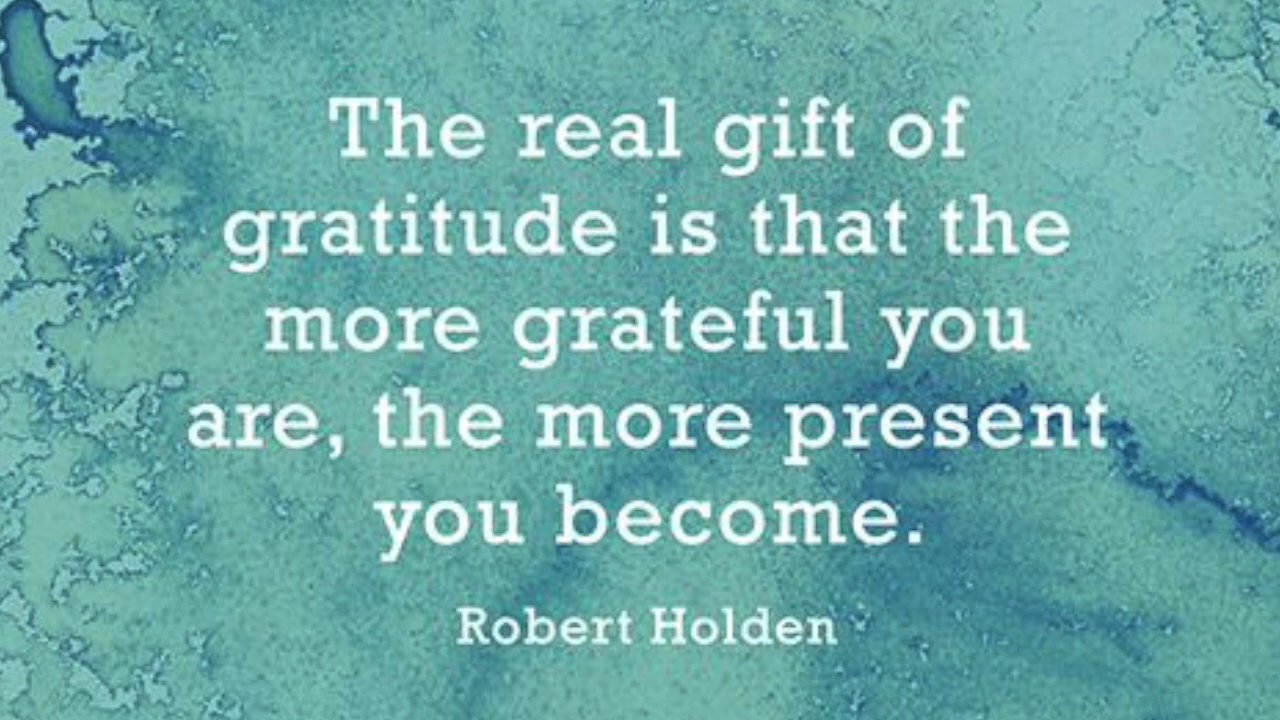 The real gift of
gratitude is that the
more grateful you
are, the more present
you become.
Robert Holden